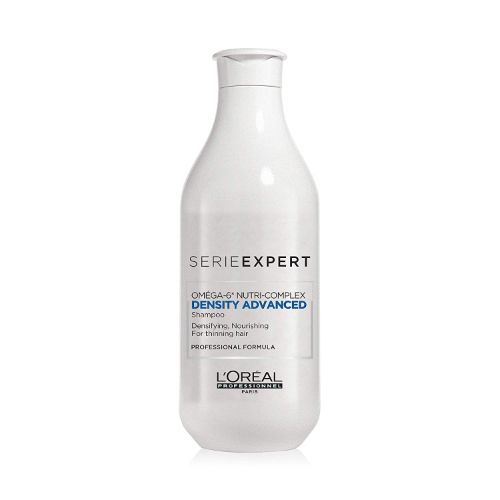 SERIEEXPERT
OMÉGA-6* NUTRI-COMPLEX
DENSITY ADVANCED
Shampoo
Densifying, Nourishing
For thinning hair
PROFESSIONAL FORMULA
L'ORÉAL
PROFESSIONNEL
PARIS